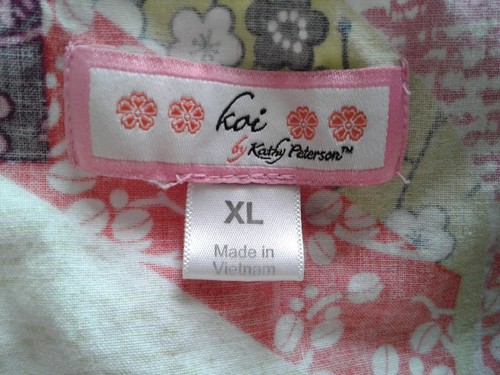 koi
by Kathy Peterson™
XL
Made in
Vietnam